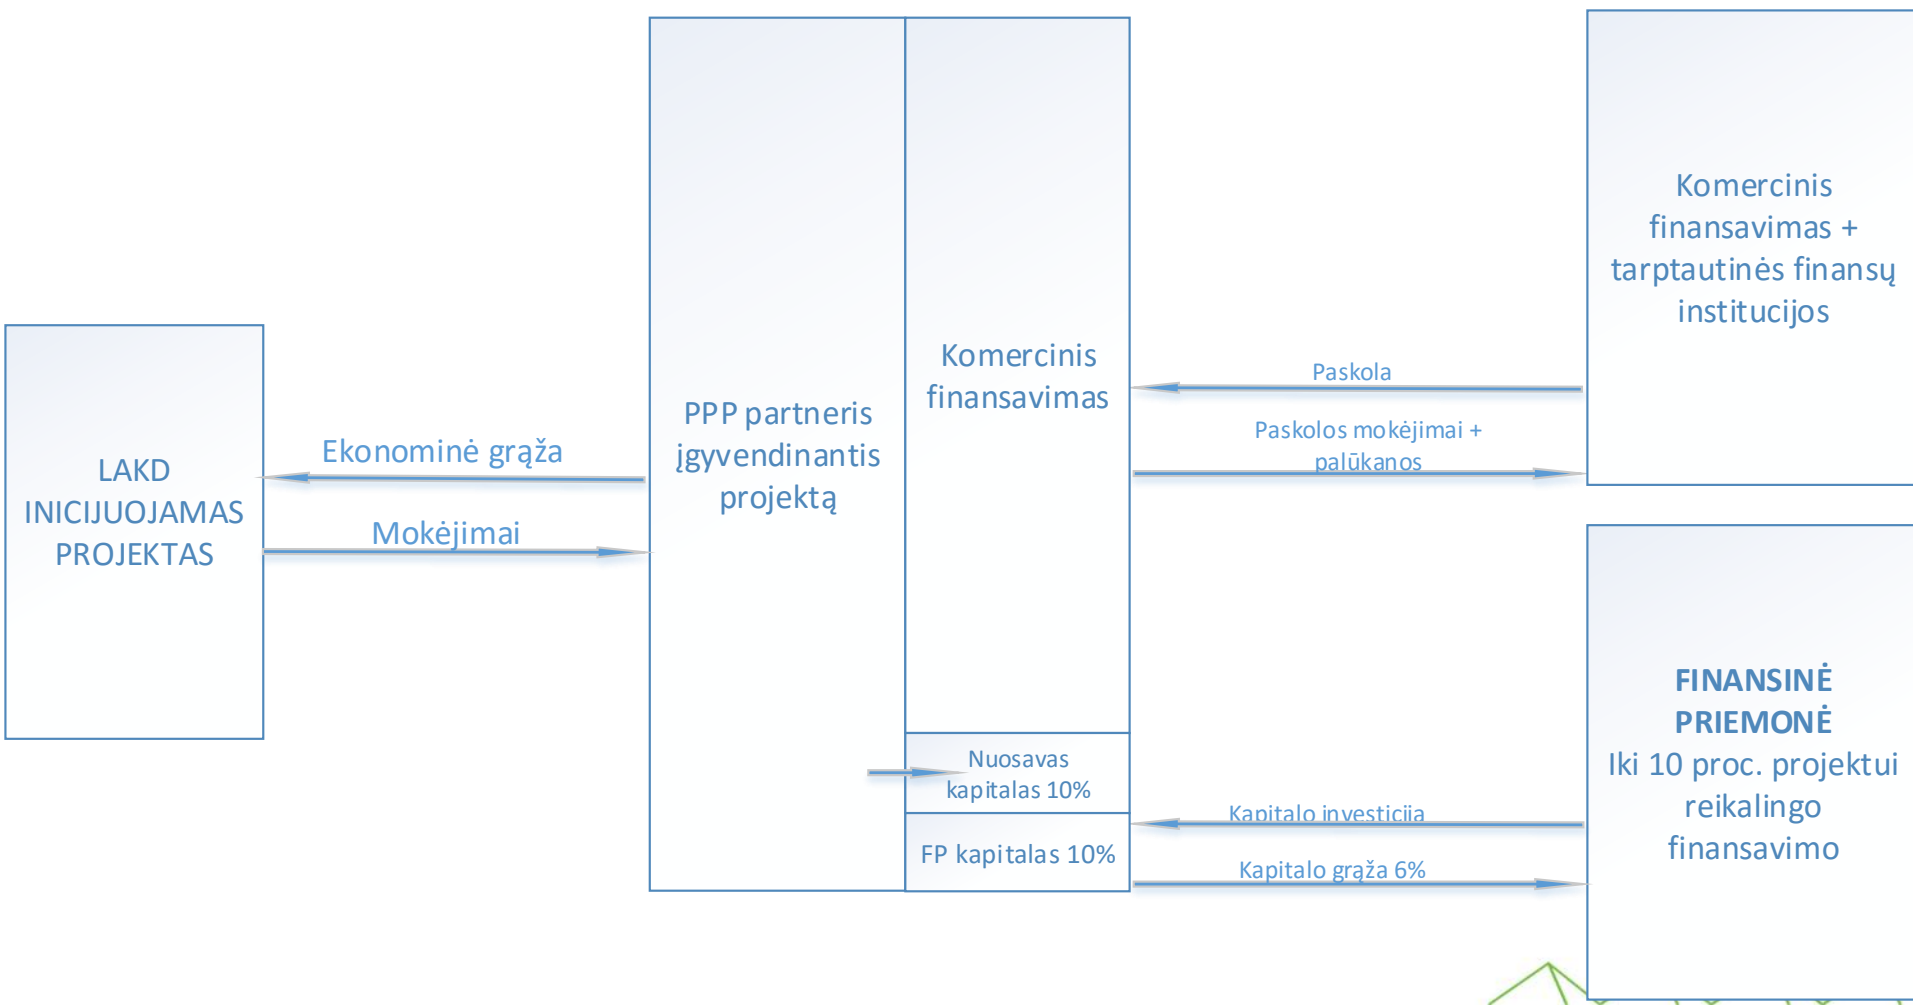 LAKD
INICIJUOJAMAS
PROJEKTAS
Ekonominė grąža
Mokėjimai
PPP partneris
įgyvendinantis
projektą
Komercinis
finansavimas
Nuosavas
kapitalas 10%
FP kapitalas 10%
Paskola
Paskolos mokėjimai +
palūkanos
Kapitalo investicija
Kapitalo grąža 6%
Komercinis
finansavimas +
tarptautinės finansų
institucijos
FINANSINĖ
PRIEMONĖ
Iki 10 proc. projektui
reikalingo
finansavimo